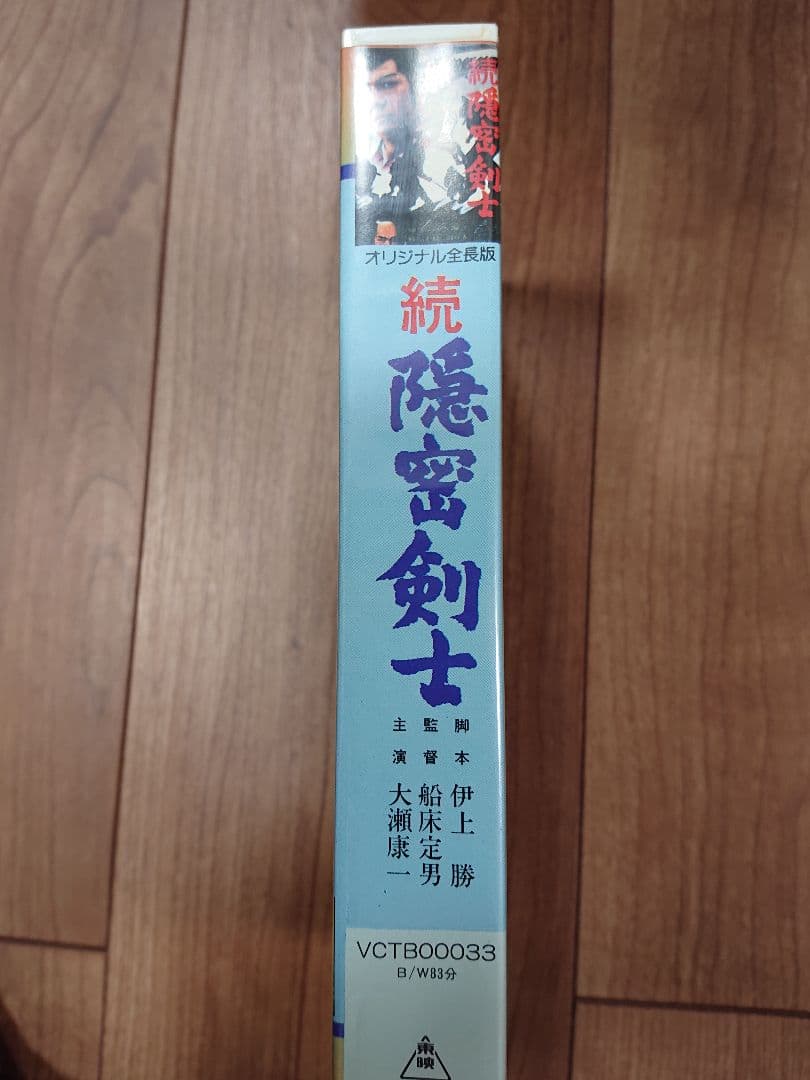 続隠密剣士
オリジナル全長版
続
隠密剣士
脚本 伊上 勝
監督 船床定男
主演 大瀬康一
VCTB00033
B/W83分
東映